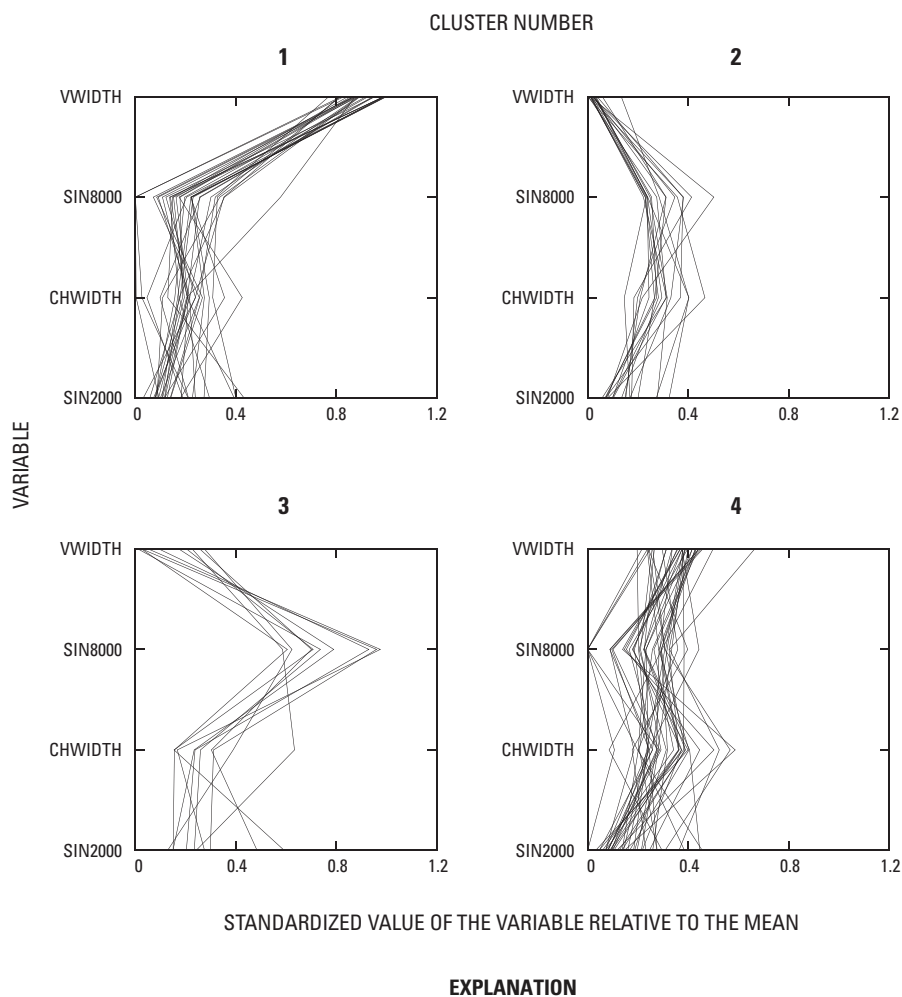 CLUSTER NUMBER
1 2
VWIDTH VWIDTH
SIN8000 SIN8000
CHWIDTH CHWIDTH
SIN2000 SIN2000
0 0.4 0.8 1.2 0 0.4 0.8 1.2
VARIABLE
3 4
VWIDTH VWIDTH
SIN8000 SIN8000
CHWIDTH CHWIDTH
SIN2000 SIN2000
0 0.4 0.8 1.2 0 0.4 0.8 1.2
STANDARDIZED VALUE OF THE VARIABLE RELATIVE TO THE MEAN
EXPLANATION